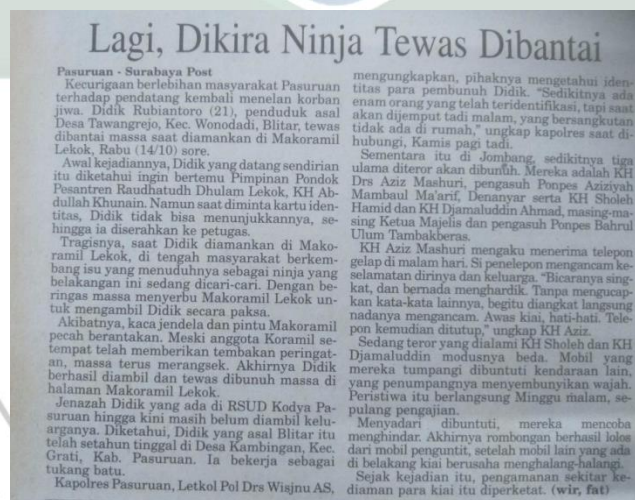 Lagi, Dikira Ninja Tewas Dibantai
Pasuruan - Surabaya Post
Kecurigaan berlebihan masyarakat Pasuruan
terhadap pendatang kembali menelan korban
jiwa. Didik Rubiantoro (21), penduduk asal
Desa Tawangrejo, Kec. Wonodadi, Blitar, tewas
dibantai massa saat diamankan di Makoramil
Lekok, Rabu (14/10) sore.
Awal kejadiannya, Didik yang datang sendirian
itu diketahui ingin bertemu Pimpinan Pondok
Pesantren Raudhatudh Dhulam Lekok, KH Ab-
dullah Khunain. Namun saat diminta kartu iden-
titas, Didik tidak bisa menunjukkannya, se-
hingga ia diserahkan ke petugas.
Tragisnya, saat Didik diamankan di Mako-
ramil Lekok, di tengah masyarakat berkem-
bang isu yang menuduhnya sebagai ninja yang
belakangan ini sedang dicari-cari. Dengan be-
ringas massa menyerbu Makoramil Lekok un-
tuk mengambil Didik secara paksa.
Akibatnya, kaca jendela dan pintu Makoramil
pecah berantakan. Meski anggota Koramil se-
tempat telah memberikan tembakan peringat-
an, massa terus merangsek. Akhirnya Didik
berhasil diambil dan tewas dibunuh massa di
halaman Makoramil Lekok.
Jenazah Didik yang ada di RSUD Kodya Pa-
suruan hingga kini masih belum diambil kelu-
arganya. Diketahui, Didik yang asal Blitar itu
telah setahun tinggal di Desa Kambingan, Kec.
Grati, Kab. Pasuruan. Ia bekerja sebagai
tukang batu.
Kapolres Pasuruan, Letkol Pol Drs Wisjnu AS,
mengungkapkan, pihaknya mengetahui iden-
titas para pembunuh Didik. "Sedikitnya ada
enam orang yang telah teridentifikasi, tapi saat
akan dijemput tadi malam, yang bersangkutan
tidak ada di rumah," ungkap kapolres saat di-
hubungi, Kamis pagi tadi.
Sementara itu di Jombang, sedikitnya tiga
ulama diteror akan dibunuh. Mereka adalah KH
Drs Aziz Mashuri, pengasuh Ponpes Aziziyah
Mambaul Ma'arif, Denanyar serta KH Sholeh
Hamid dan KH Djamaluddin Ahmad, masing-ma-
sing Ketua Majelis dan pengasuh Ponpes Bahrul
Ulum Tambakberas.
KH Aziz Mashuri mengaku menerima telepon
gelap di malam hari. Si penelepon mengancam ke-
selamatan dirinya dan keluarga. "Bicaranya sing-
kat, dan bernada menghardik. Tanpa mengucap-
kan kata-kata lainnya, begitu diangkat langsung
nadanya mengancam. Awas kiai, hati-hati. Tele-
pon kemudian ditutup," ungkap KH Aziz.
Sedang teror yang dialami KH Sholeh dan KH
Djamaluddin modusnya beda. Mobil yang
mereka tumpangi dibuntuti kendaraan lain,
yang penumpangnya menyembunyikan wajah.
Peristiwa itu berlangsung Minggu malam, se-
pulang pengajian.
Menyadari dibuntuti, mereka mencoba
menghindar. Akhirnya rombongan berhasil lolos
dari mobil penguntit, setelah mobil lain yang ada
di belakang kiai berusaha menghalang-halangi.
Sejak kejadian itu, pengamanan sekitar ke-
diaman para kiai itu diperketat. (wir, fat)